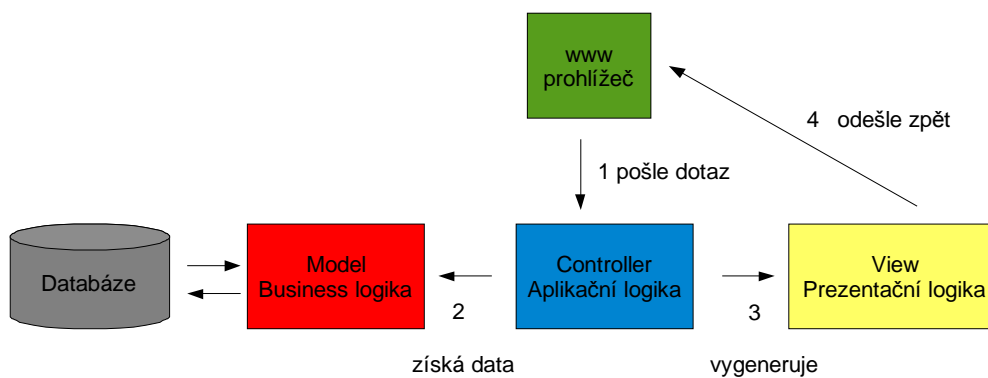 www
prohlížeč
4 odešle zpět
1 pošle dotaz
Databáze
Model
Business logika
Controller
Aplikační logika
View
Prezentační logika
2
3
získá data
vygeneruje